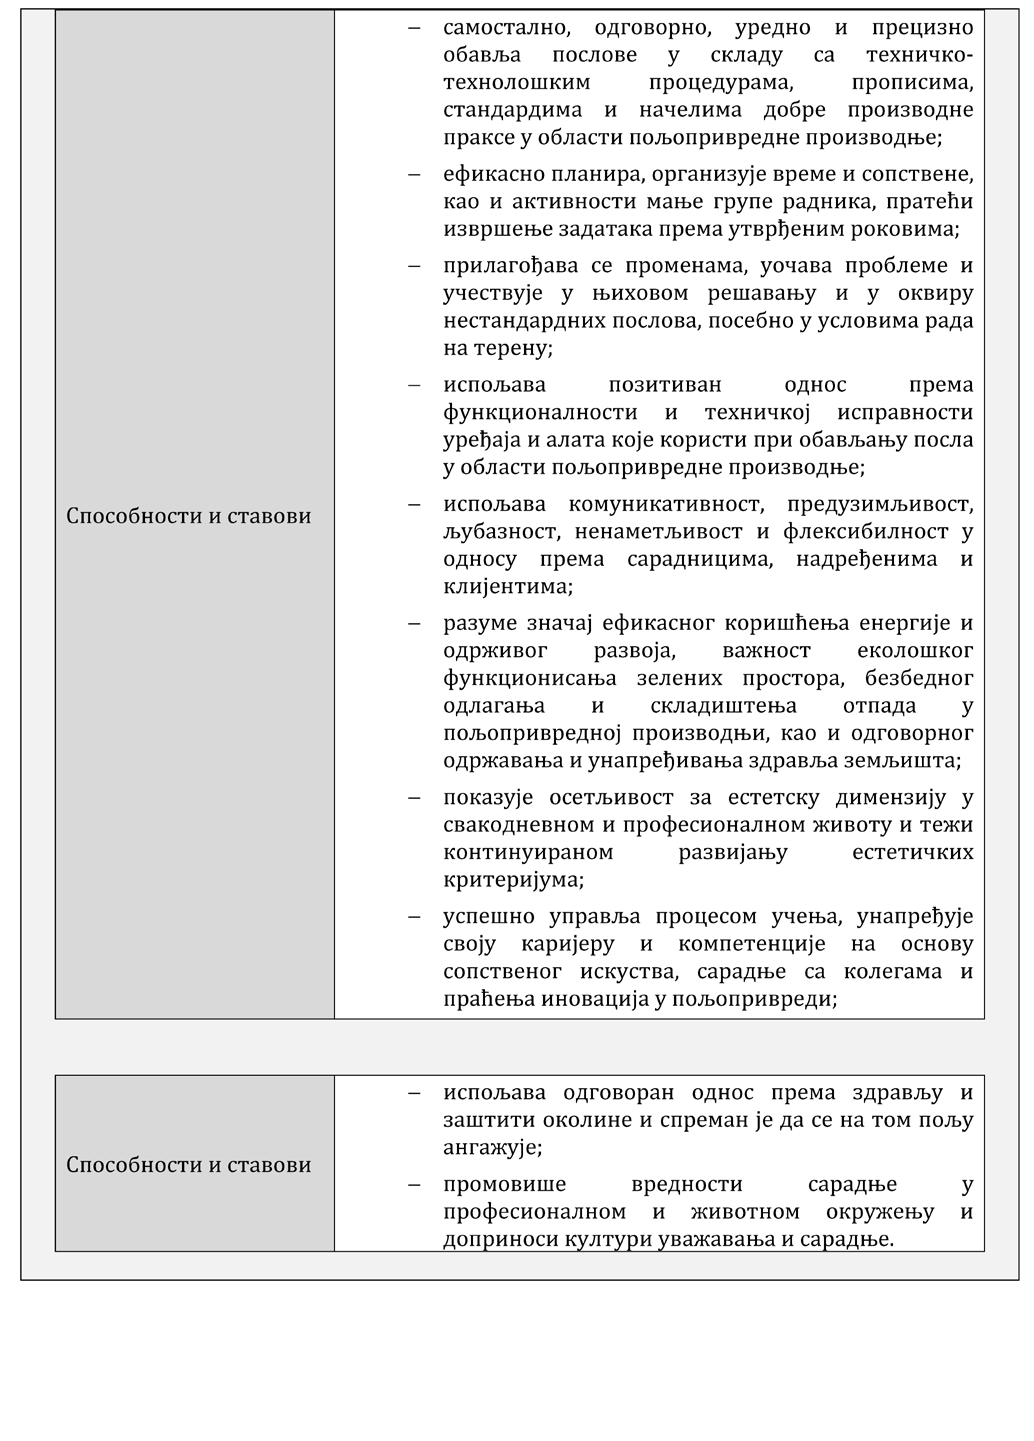 – самостално, одговорно, уредно и прецизно
обавља послове у складу са техничко-
технолошким процедурама, прописима,
стандардима и начелима добре производне
праксе у области пољопривредне производње;
– ефикасно планира, организује време и сопствене,
као и активности мање групе радника, пратећи
извршење задатака према утврђеним роковима;
– прилагођава се променама, уочава проблеме и
учествује у њиховом решавању и у оквиру
нестандардних послова, посебно у условима рада
на терену;
– испољава позитиван однос према
функционалности и техничкој исправности
уређаја и алата које користи при обављању посла
у области пољопривредне производње;
Способности и ставови
– испољава комуникативност, предузимљивост,
љубазност, ненаметљивост и флексибилност у
односу према сарадницима, надређенима и
клијентима;
– разуме значај ефикасног коришћења енергије и
одрживог развоја, важност еколошког
функционисања зелених простора, безбедног
одлагања и складиштења отпада у
пољопривредној производњи, као и одговорног
одржавања и унапређивања здравља земљишта;
– показује осетљивост за естетску димензију у
свакодневном и професионалном животу и тежи
континуираном развијању естетичких
критеријума;
– успешно управља процесом учења, унапређује
своју каријеру и компетенције на основу
сопственог искуства, сарадње са колегама и
праћења иновација у пољопривреди;
– испољава одговоран однос према здрављу и
заштити околине и спреман је да се на том пољу
ангажује;
Способности и ставови
– промовише вредности сарадње у
професионалном и животном окружењу и
доприноси култури уважавања и сарадње.